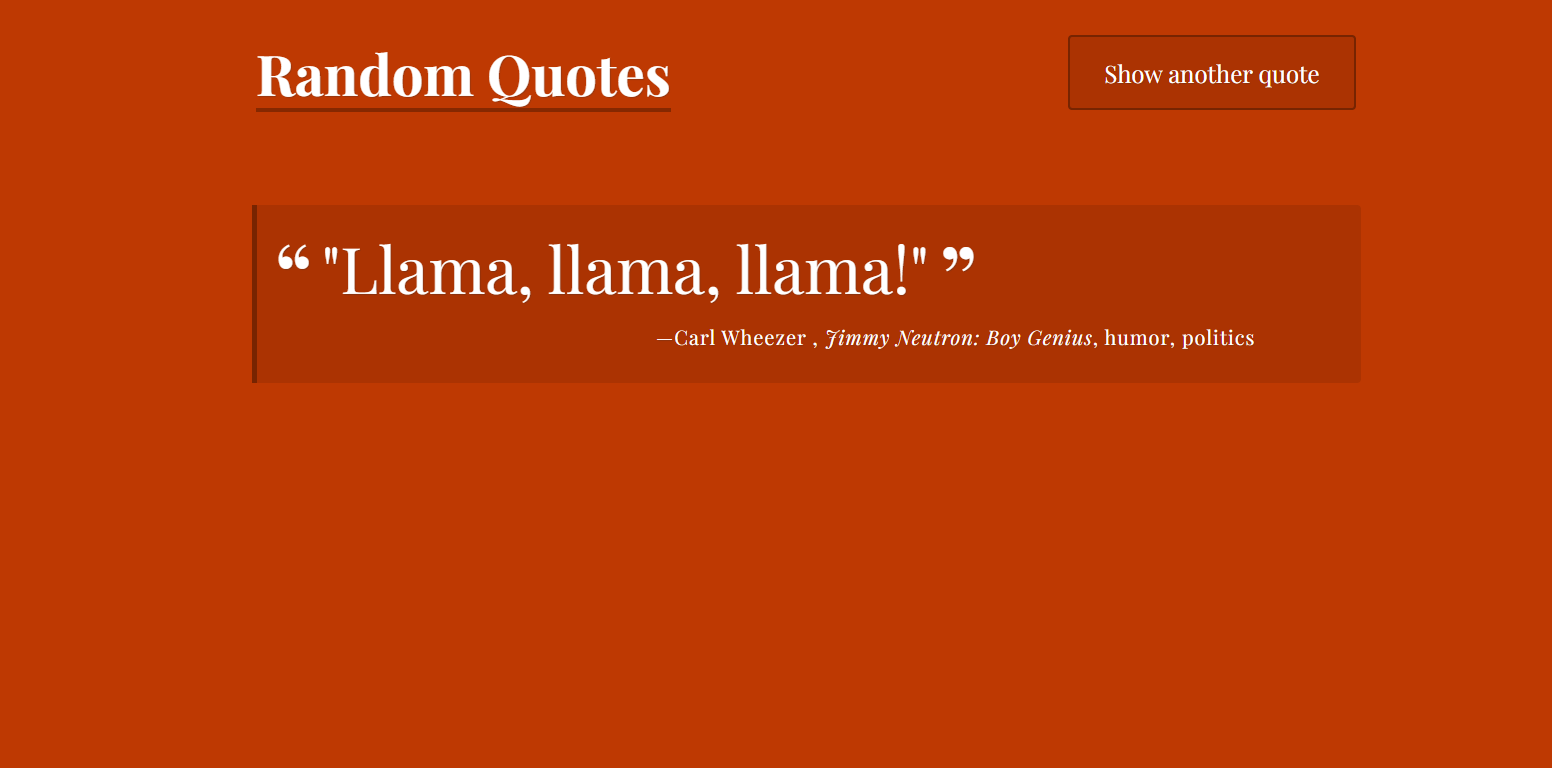 Random Quotes
Show another quote
“ "Llama, llama, llama!" ”
—Carl Wheezer , Jimmy Neutron: Boy Genius, humor, politics